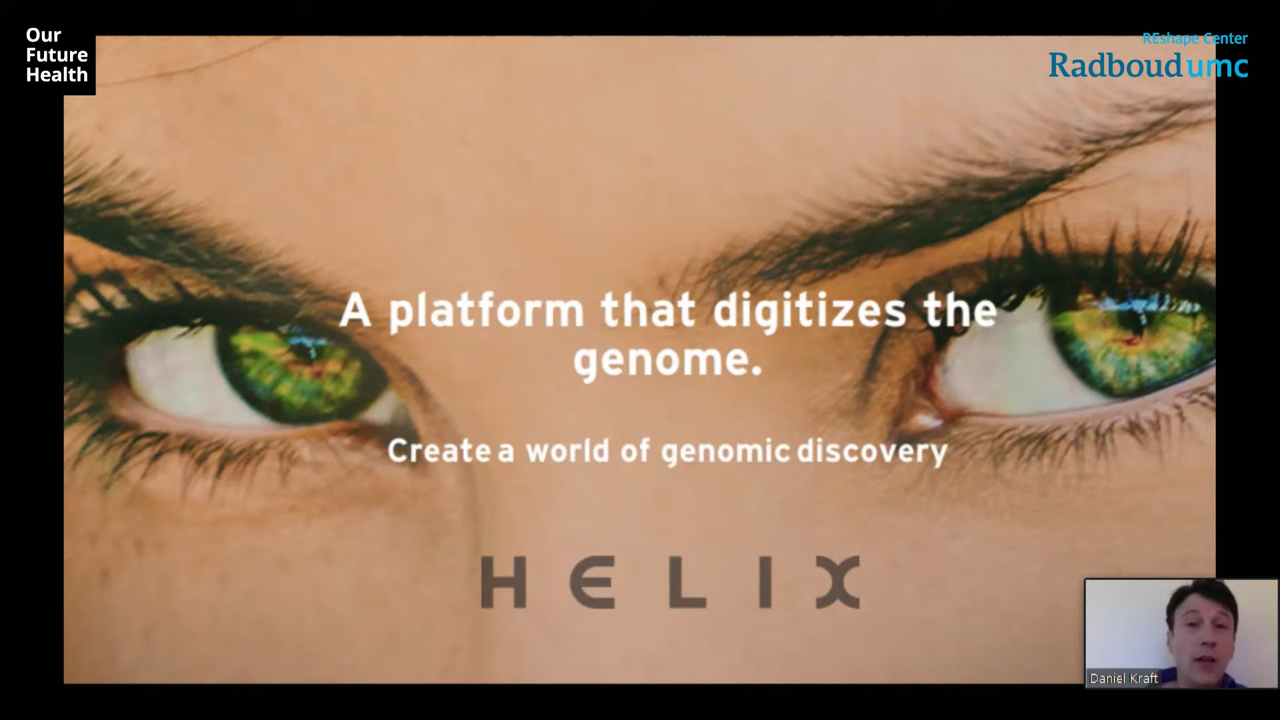 Our
Future
Health
REshape Center
Radboudumc
A platform that digitizes the
genome.
Create a world of genomic discovery
HELIX
Daniel Kraft